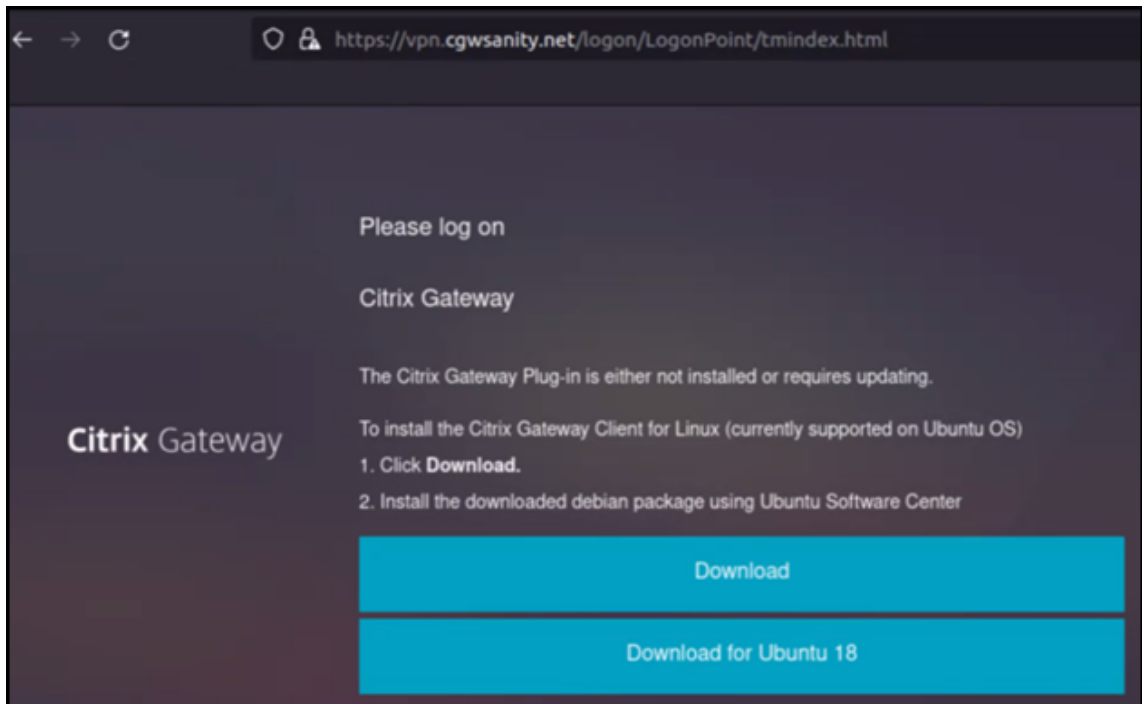 https://vpn.cgwsanity.net/logon/LogonPoint/tmindex.html
Please log on
Citrix Gateway
The Citrix Gateway Plug-in is either not installed or requires updating.
Citrix Gateway
To install the Citrix Gateway Client for Linux (currently supported on Ubuntu OS)
1. Click Download.
2. Install the downloaded debian package using Ubuntu Software Center
Download
Download for Ubuntu 18